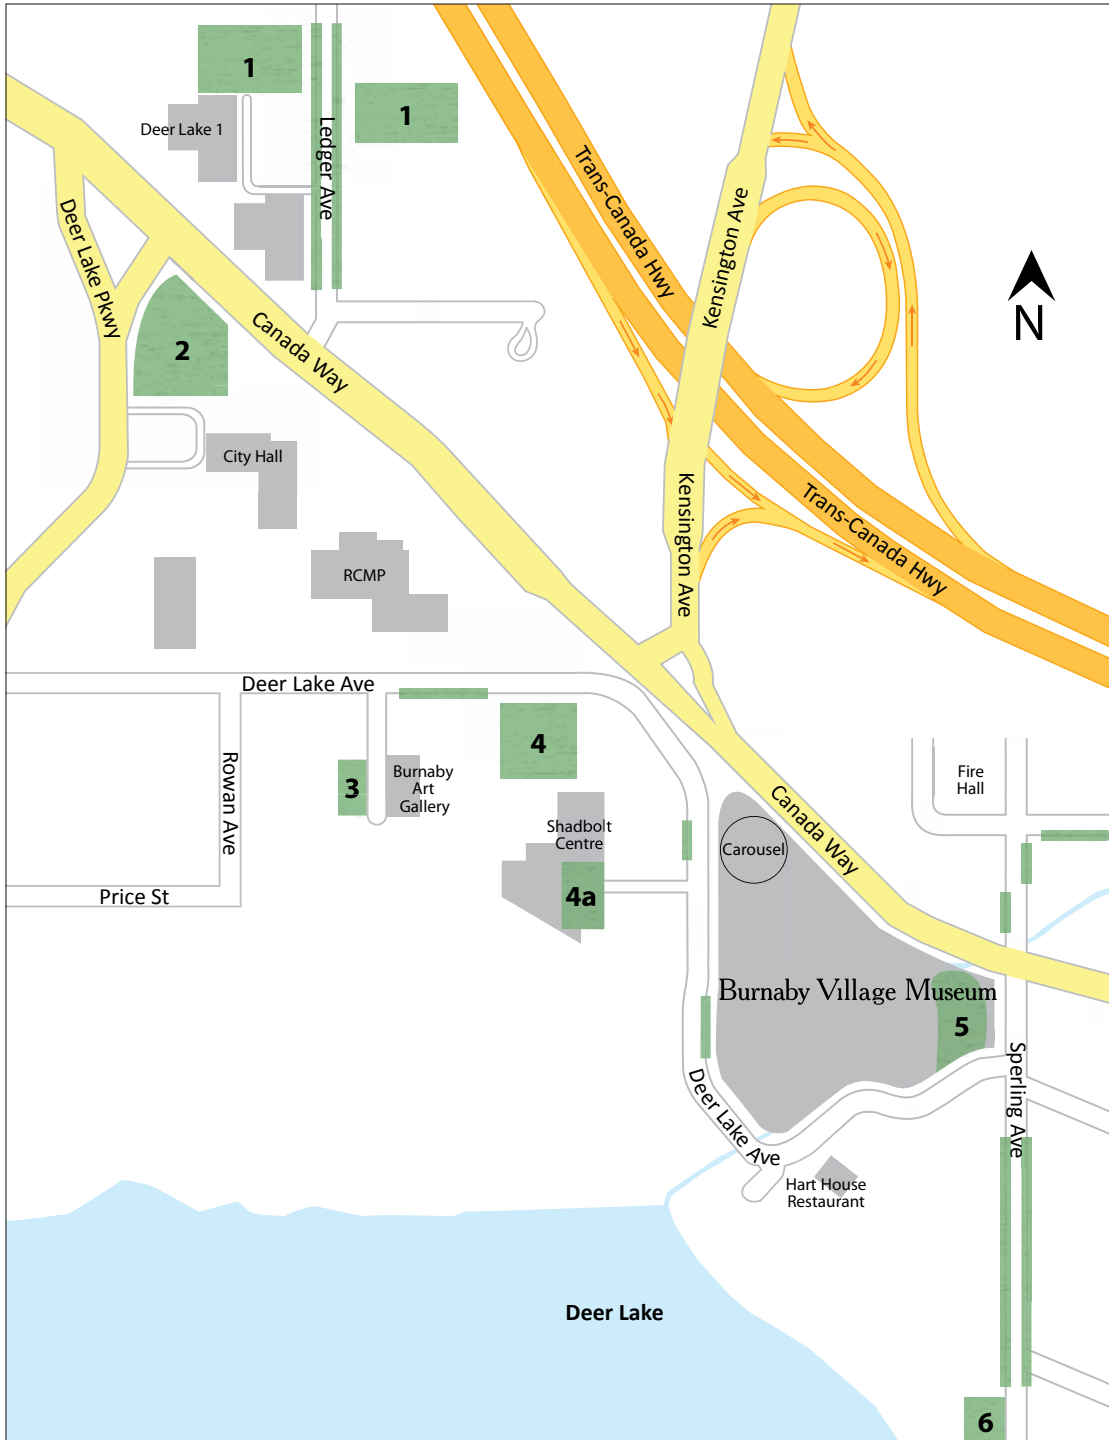 1
1
Deer Lake 1
Ledger Ave
Trans-Canada Hwy
Kensington Ave
Deer Lake Pkwy
N
2
Canada Way
City Hall
Kensington Ave
Trans-Canada Hwy
RCMP
Deer Lake Ave
4
Rowan Ave
3
Burnaby
Art
Gallery
Fire
Hall
Canada Way
Shadbolt
Centre
Carousel
4a
Price St
Burnaby Village Museum
5
Sperling Ave
Deer Lake Ave
Hart House
Restaurant
Deer Lake
6